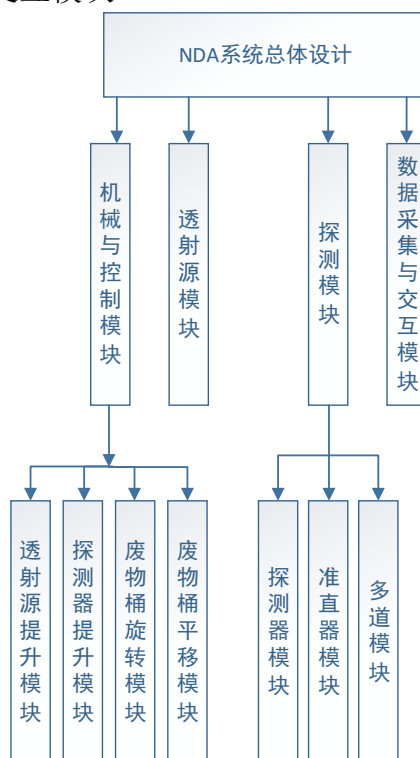 NDA系统总体设计
机械与控制模块
透射源模块
探测模块
数据采集与交互模块
透射源提升模块
探测器提升模块
废物桶旋转模块
废物桶平移模块
探测器模块
准直器模块
多道模块